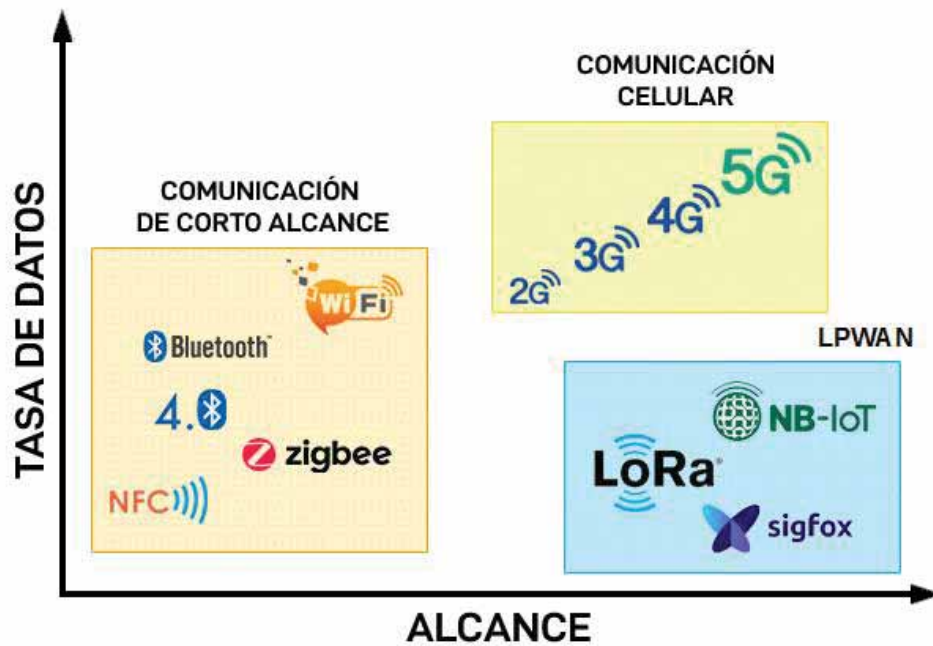 COMUNICACIÓN
CELULAR
5G
4G
3G
2G
COMUNICACIÓN
DE CORTO ALCANCE
WiFi
Bluetooth™
4.0
zigbee
NFC
LPWAN
NB-IoT
LoRa®
sigfox
TASA DE DATOS
ALCANCE